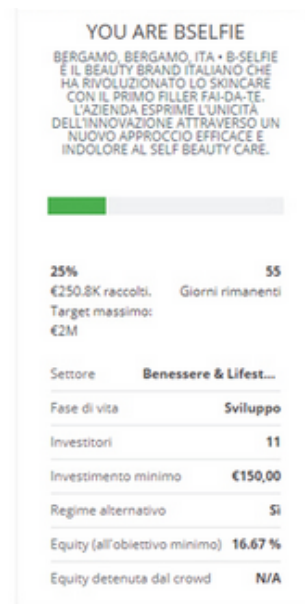 YOU ARE BSELFIE
BERGAMO, BERGAMO, ITA • B-SELFIE
È IL BEAUTY BRAND ITALIANO CHE
HA RIVOLUZIONATO LO SKINCARE
CON IL PRIMO FILLER FAI-DA-TE.
L'AZIENDA ESPRIME L'UNICITÀ
DELL'INNOVAZIONE ATTRAVERSO UN
NUOVO APPROCCIO EFFICACE E
INDOLORE AL SELF BEAUTY CARE.
25% 55
€250.8K raccolti. Giorni rimanenti
Target massimo:
€2M
Settore Benessere & Lifest...
Fase di vita Sviluppo
Investitori 11
Investimento minimo €150,00
Regime alternativo Sì
Equity (all'obiettivo minimo) 16.67 %
Equity detenuta dal crowd N/A